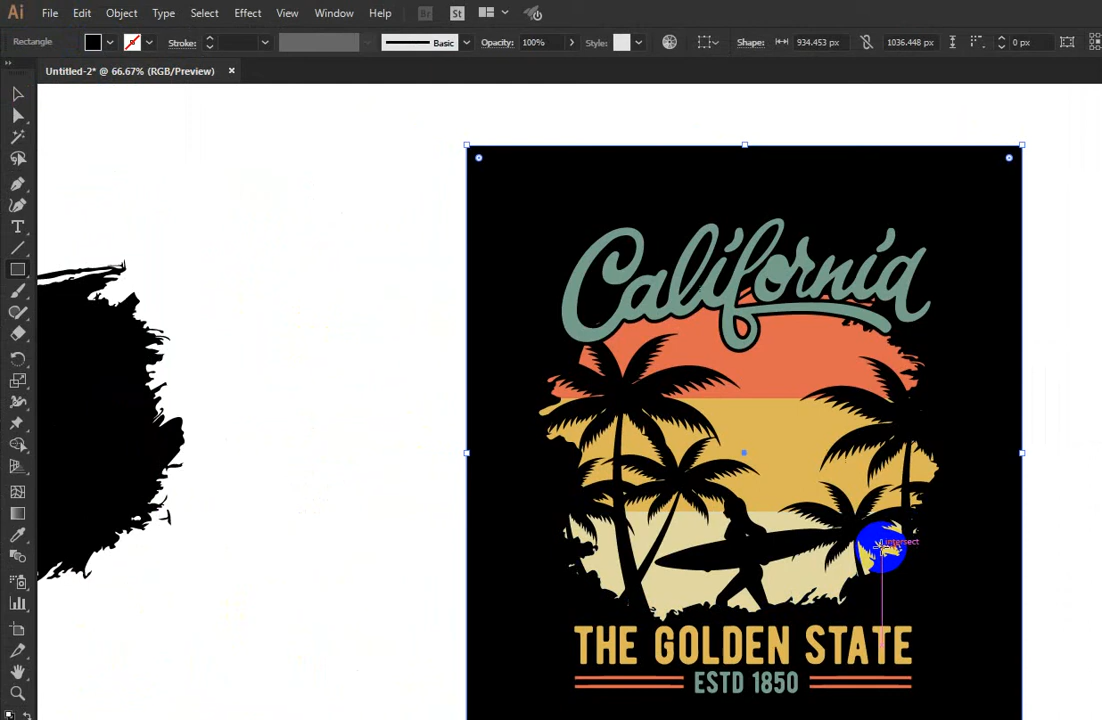 Ai File Edit Object Type Select Effect View Window Help Br St
Rectangle Stroke: Basic Opacity: 100% Style: Shape: 934.453 px 1036.448 px 0 px
Untitled-2* @ 66.67% (RGB/Preview) ×
California
intersect
THE GOLDEN STATE
ESTD 1850